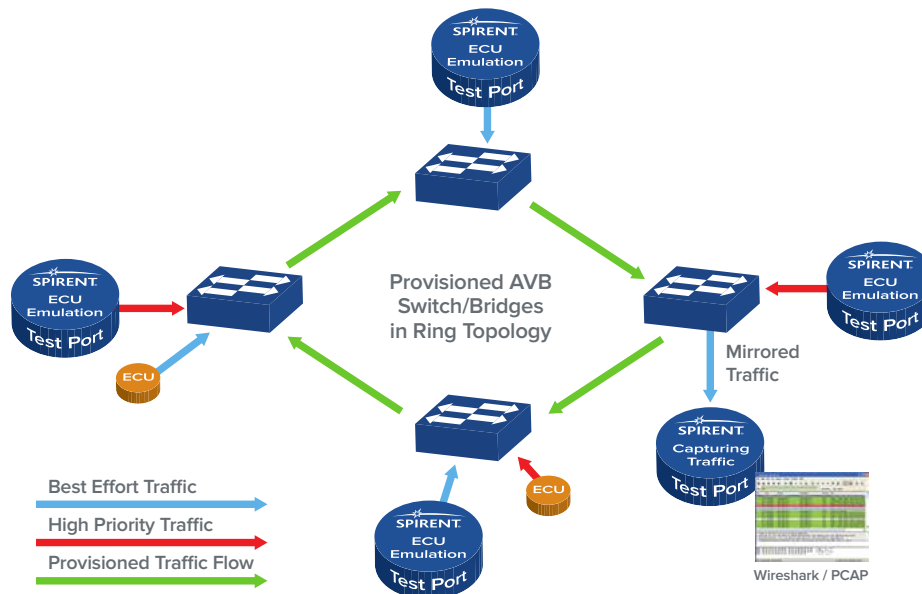 SPIRENT
ECU
Emulation
Test Port
SPIRENT
ECU
Emulation
Test Port
Provisioned AVB
Switch/Bridges
in Ring Topology
SPIRENT
ECU
Emulation
Test Port
ECU
Mirrored
Traffic
SPIRENT
Capturing
Traffic
Test Port
ECU
SPIRENT
ECU
Emulation
Test Port
Best Effort Traffic
High Priority Traffic
Provisioned Traffic Flow
Wireshark / PCAP